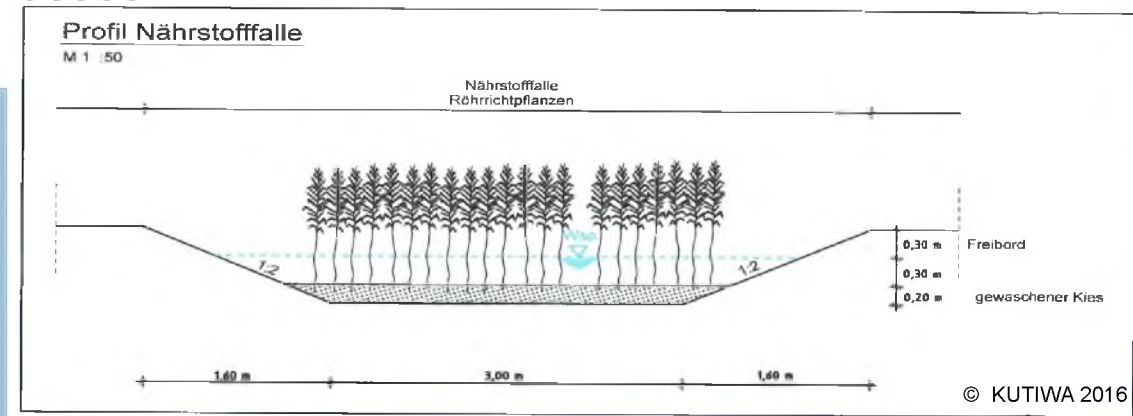 Profil Nährstofffalle
M 1 :50
Nährstofffalle
Röhrrichtpflanzen
Wsp
1:2
1:2
0,30 m Freibord
0,30 m
0,20 m gewaschener Kies
1,60 m 3,00 m 1,60 m
© KUTIWA 2016